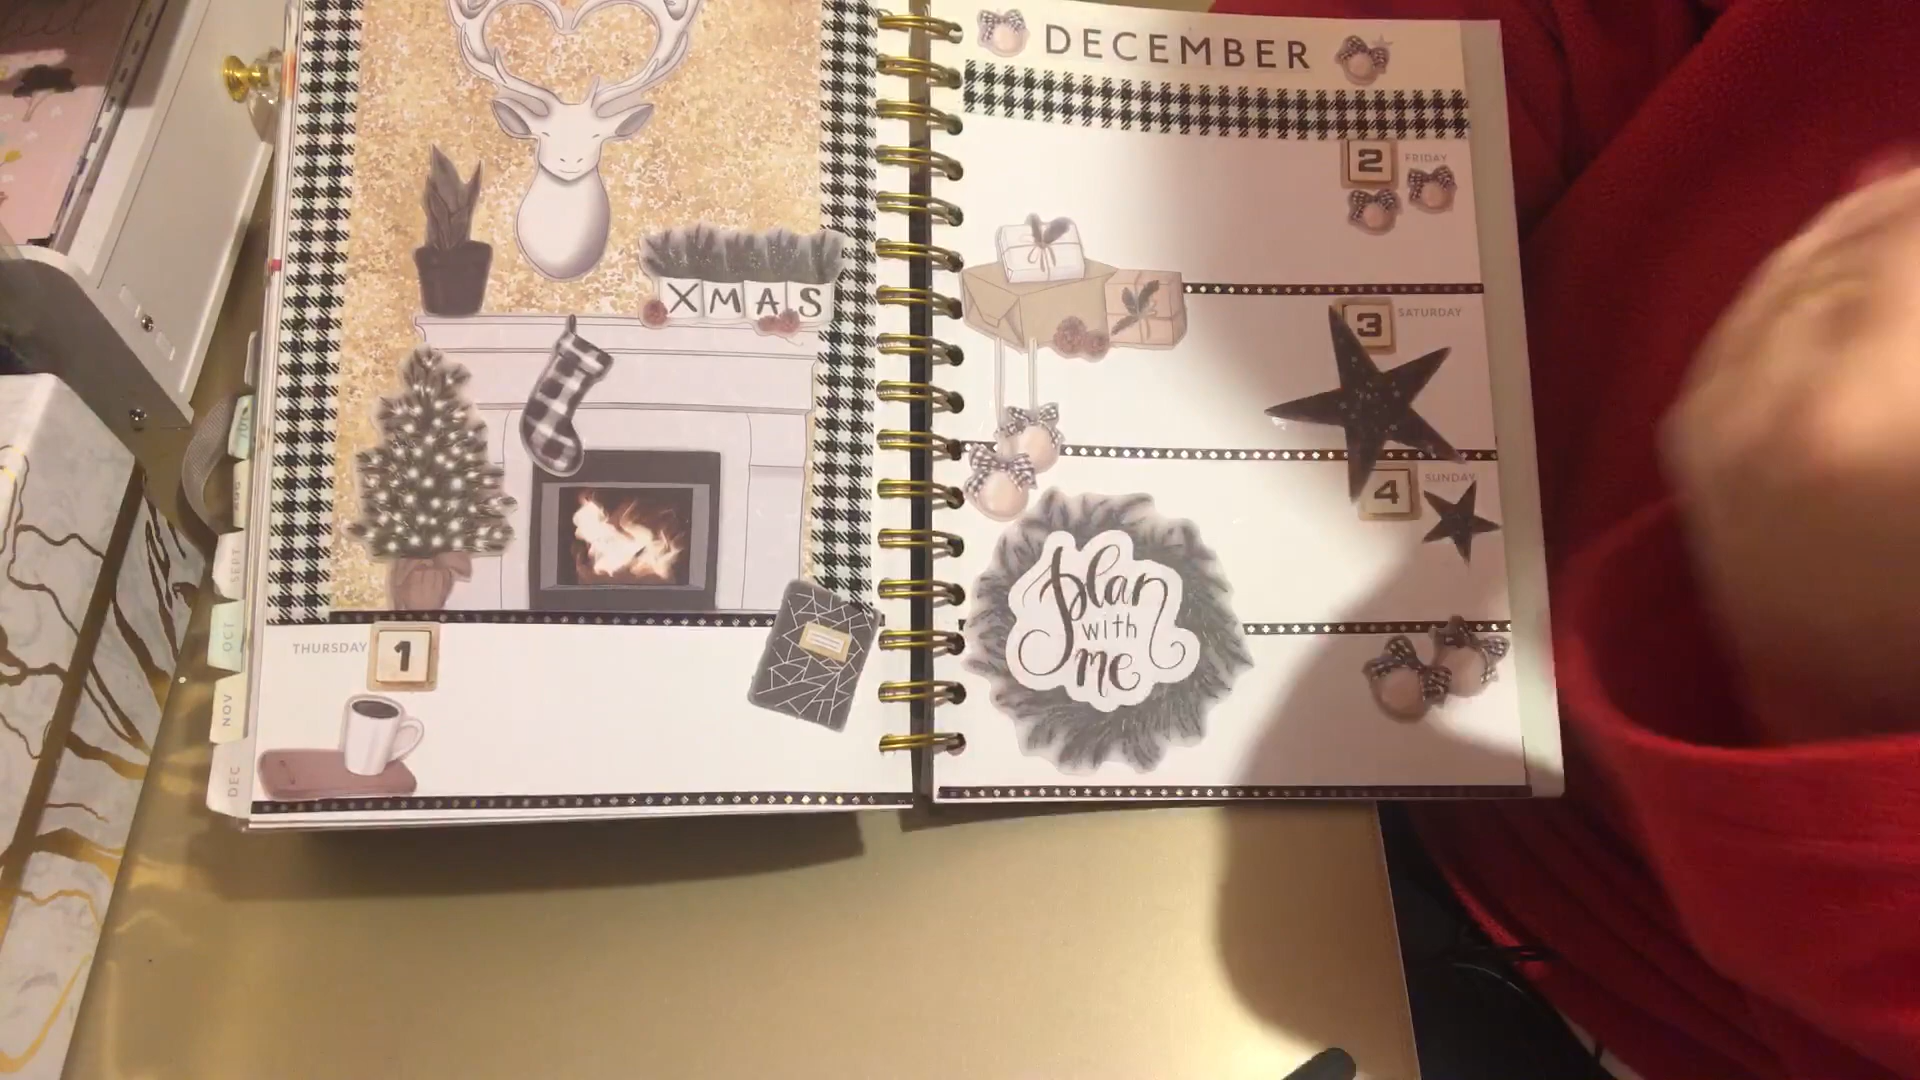 XMAS
THURSDAY 1
DECEMBER
2 FRIDAY
3 SATURDAY
4 SUNDAY
plan
with
me
SEPT
OCT
NOV
DEC